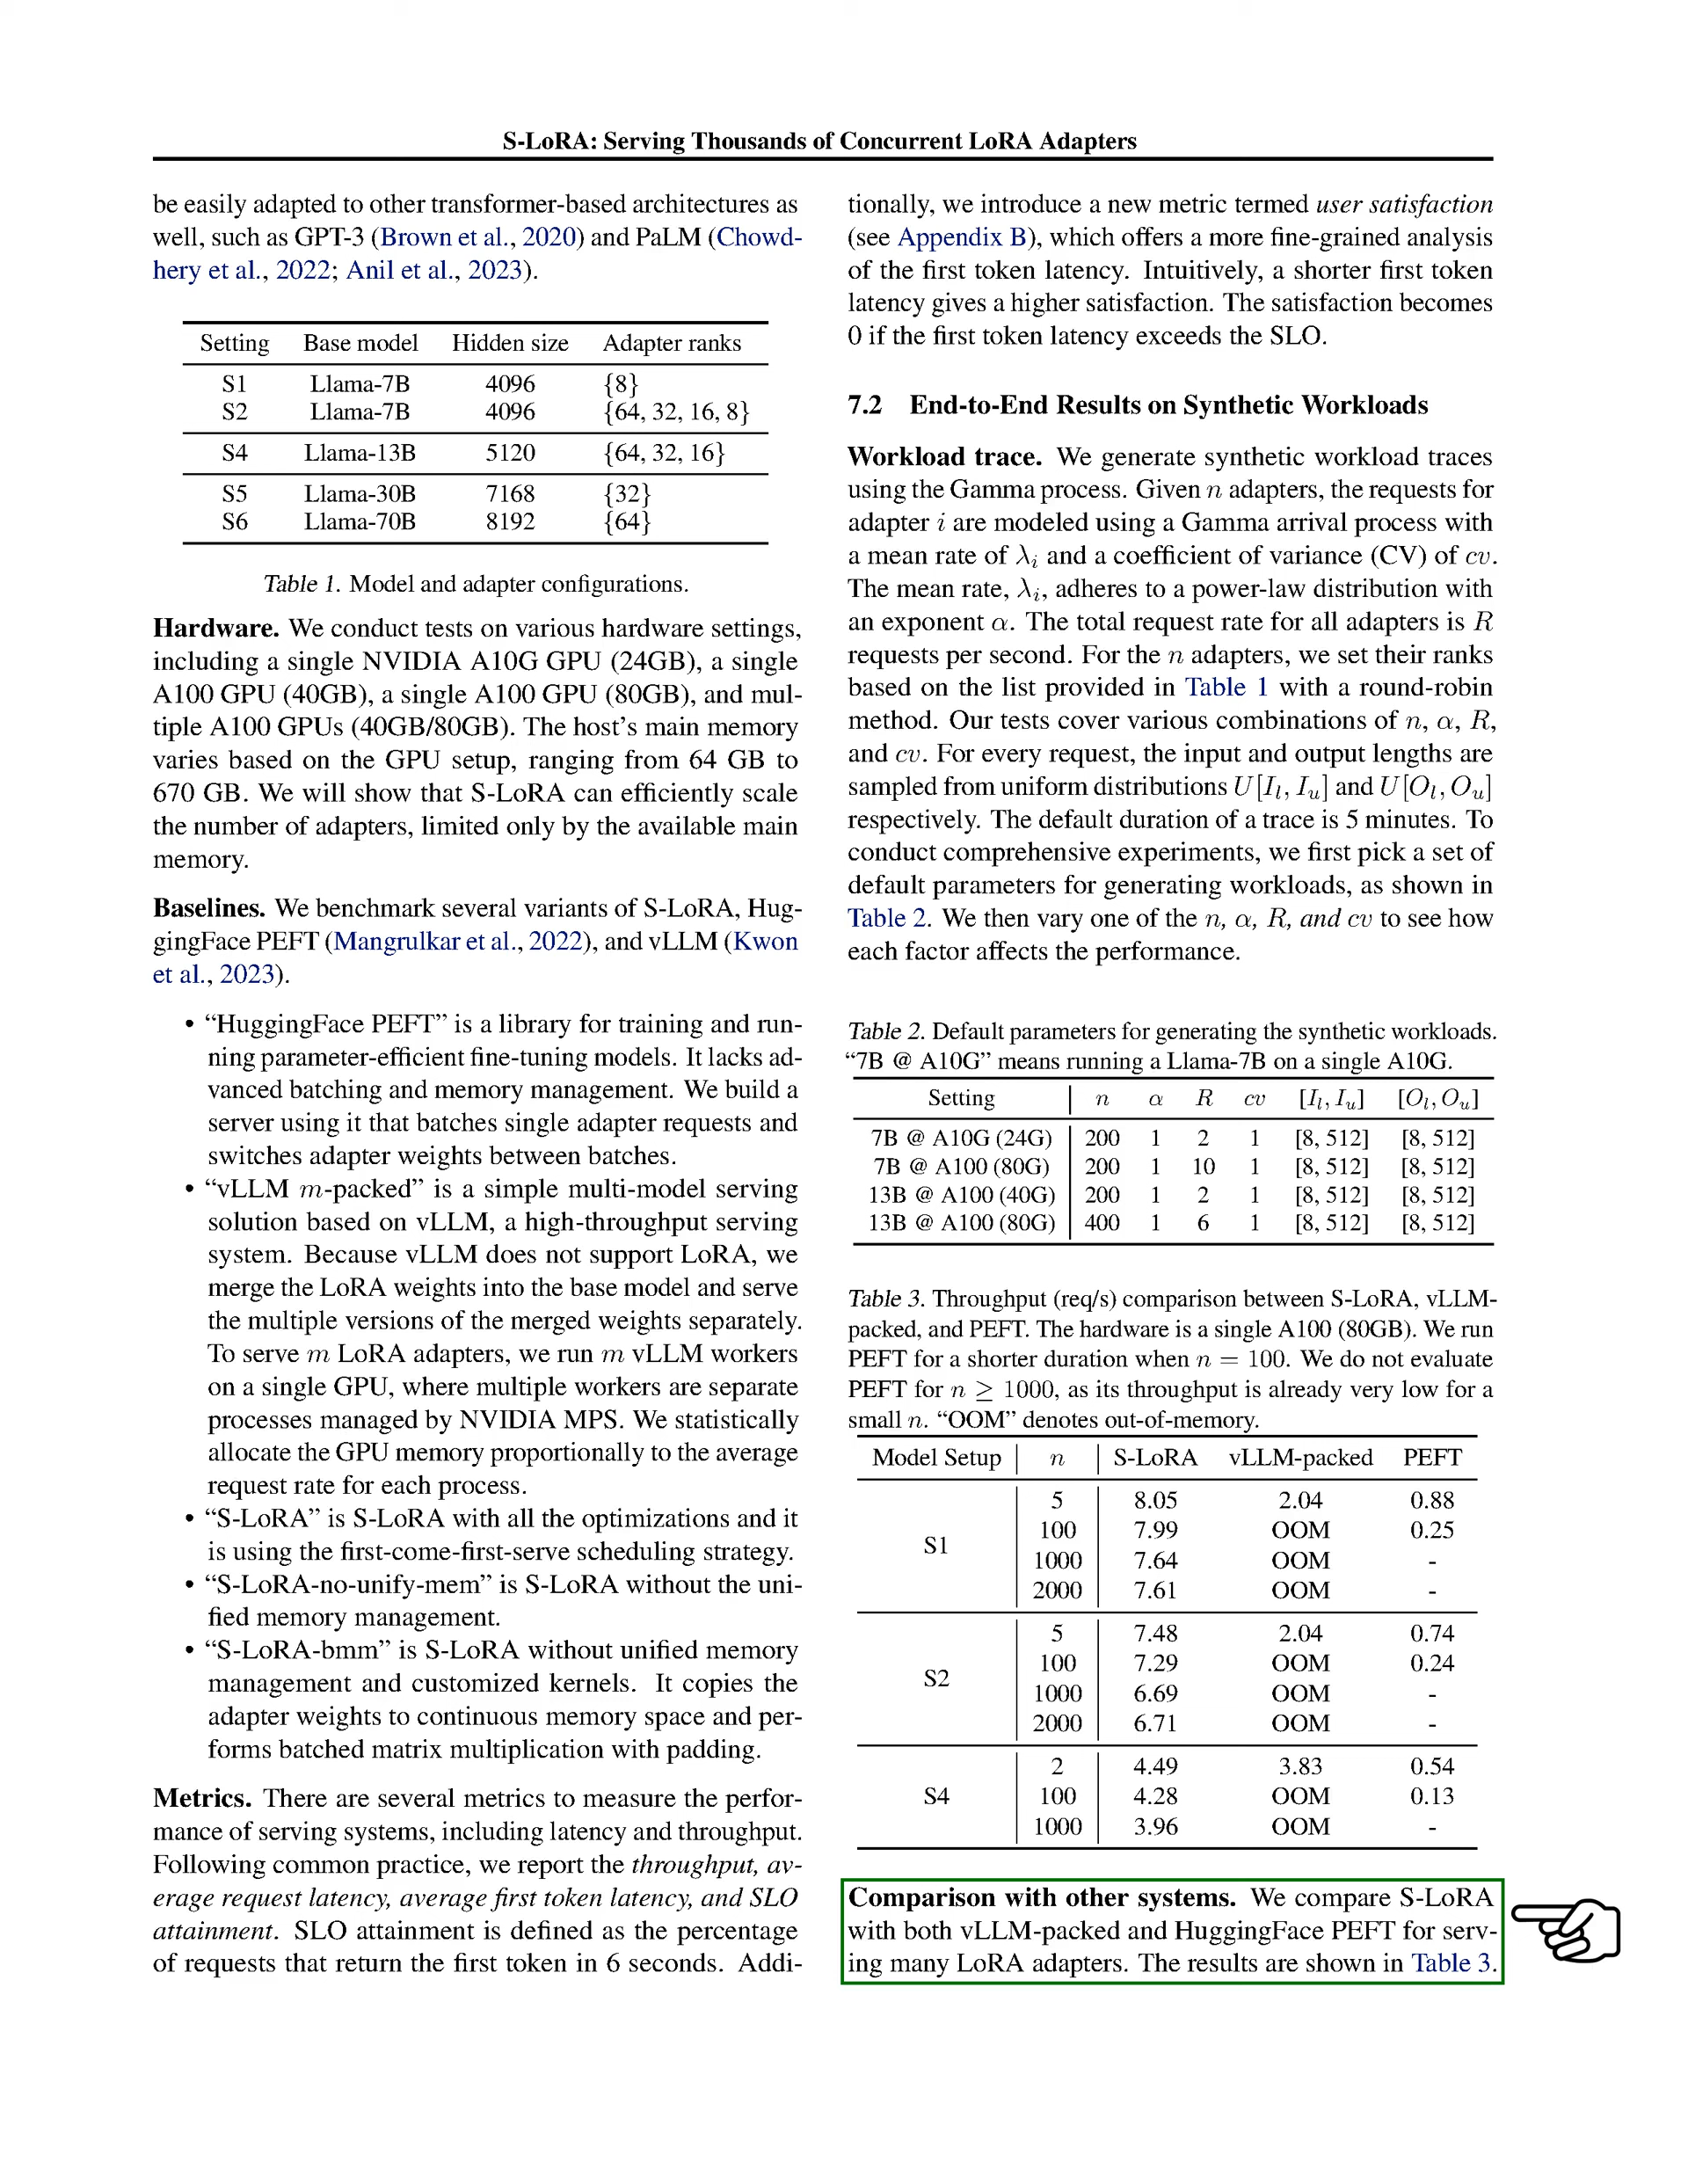 S-LoRA: Serving Thousands of Concurrent LoRA Adapters
be easily adapted to other transformer-based architectures as
well, such as GPT-3 (Brown et al., 2020) and PaLM (Chowd-
hery et al., 2022; Anil et al., 2023).
Setting Base model Hidden size Adapter ranks
S1 Llama-7B 4096 {8}
S2 Llama-7B 4096 {64, 32, 16, 8}
S4 Llama-13B 5120 {64, 32, 16}
S5 Llama-30B 7168 {32}
S6 Llama-70B 8192 {64}
Table 1. Model and adapter configurations.
Hardware. We conduct tests on various hardware settings,
including a single NVIDIA A10G GPU (24GB), a single
A100 GPU (40GB), a single A100 GPU (80GB), and mul-
tiple A100 GPUs (40GB/80GB). The host's main memory
varies based on the GPU setup, ranging from 64 GB to
670 GB. We will show that S-LoRA can efficiently scale
the number of adapters, limited only by the available main
memory.
Baselines. We benchmark several variants of S-LoRA, Hug-
gingFace PEFT (Mangrulkar et al., 2022), and vLLM (Kwon
et al., 2023).
• “HuggingFace PEFT” is a library for training and run-
ning parameter-efficient fine-tuning models. It lacks ad-
vanced batching and memory management. We build a
server using it that batches single adapter requests and
switches adapter weights between batches.
• “vLLM m-packed” is a simple multi-model serving
solution based on vLLM, a high-throughput serving
system. Because vLLM does not support LoRA, we
merge the LoRA weights into the base model and serve
the multiple versions of the merged weights separately.
To serve m LoRA adapters, we run m vLLM workers
on a single GPU, where multiple workers are separate
processes managed by NVIDIA MPS. We statistically
allocate the GPU memory proportionally to the average
request rate for each process.
• “S-LoRA” is S-LoRA with all the optimizations and it
is using the first-come-first-serve scheduling strategy.
• “S-LoRA-no-unify-mem” is S-LoRA without the uni-
fied memory management.
• “S-LoRA-bmm” is S-LoRA without unified memory
management and customized kernels. It copies the
adapter weights to continuous memory space and per-
forms batched matrix multiplication with padding.
Metrics. There are several metrics to measure the perfor-
mance of serving systems, including latency and throughput.
Following common practice, we report the throughput, av-
erage request latency, average first token latency, and SLO
attainment. SLO attainment is defined as the percentage
of requests that return the first token in 6 seconds. Addi-
tionally, we introduce a new metric termed user satisfaction
(see Appendix B), which offers a more fine-grained analysis
of the first token latency. Intuitively, a shorter first token
latency gives a higher satisfaction. The satisfaction becomes
0 if the first token latency exceeds the SLO.
7.2 End-to-End Results on Synthetic Workloads
Workload trace. We generate synthetic workload traces
using the Gamma process. Given n adapters, the requests for
adapter i are modeled using a Gamma arrival process with
a mean rate of λi and a coefficient of variance (CV) of cv.
The mean rate, λi, adheres to a power-law distribution with
an exponent α. The total request rate for all adapters is R
requests per second. For the n adapters, we set their ranks
based on the list provided in Table 1 with a round-robin
method. Our tests cover various combinations of n, α, R,
and cv. For every request, the input and output lengths are
sampled from uniform distributions U[Il, Iu] and U[Ol, Ou]
respectively. The default duration of a trace is 5 minutes. To
conduct comprehensive experiments, we first pick a set of
default parameters for generating workloads, as shown in
Table 2. We then vary one of the n, α, R, and cv to see how
each factor affects the performance.
Table 2. Default parameters for generating the synthetic workloads.
“7B @ A10G” means running a Llama-7B on a single A10G.
Setting n α R cv [Il, Iu] [Ol, Ou]
7B @ A10G (24G) 200 1 2 1 [8, 512] [8, 512]
7B @ A100 (80G) 200 1 10 1 [8, 512] [8, 512]
13B @ A100 (40G) 200 1 2 1 [8, 512] [8, 512]
13B @ A100 (80G) 400 1 6 1 [8, 512] [8, 512]
Table 3. Throughput (req/s) comparison between S-LoRA, vLLM-
packed, and PEFT. The hardware is a single A100 (80GB). We run
PEFT for a shorter duration when n = 100. We do not evaluate
PEFT for n ≥ 1000, as its throughput is already very low for a
small n. “OOM” denotes out-of-memory.
Model Setup n S-LoRA vLLM-packed PEFT
S1
5 8.05 2.04 0.88
100 7.99 OOM 0.25
1000 7.64 OOM -
2000 7.61 OOM -
S2
5 7.48 2.04 0.74
100 7.29 OOM 0.24
1000 6.69 OOM -
2000 6.71 OOM -
S4
2 4.49 3.83 0.54
100 4.28 OOM 0.13
1000 3.96 OOM -
Comparison with other systems. We compare S-LoRA
with both vLLM-packed and HuggingFace PEFT for serv-
ing many LoRA adapters. The results are shown in Table 3.